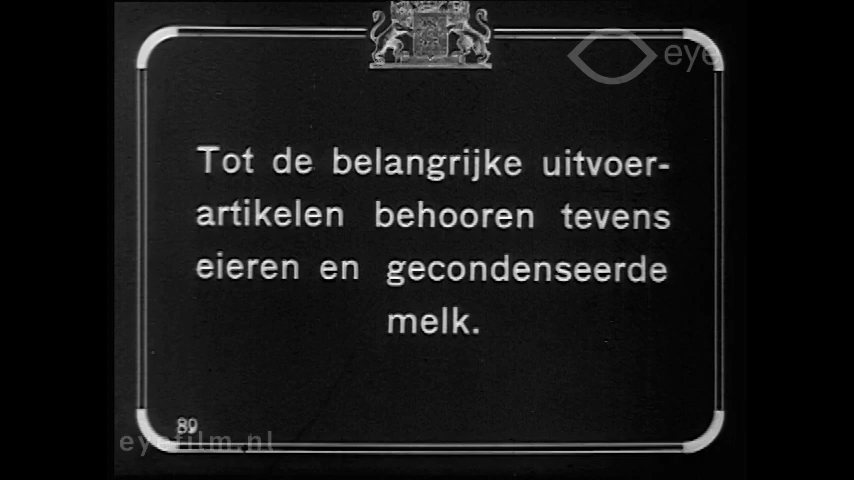 eye
Tot de belangrijke uitvoer-
artikelen behooren tevens
eieren en gecondenseerde
melk.
89
eyefilm.nl